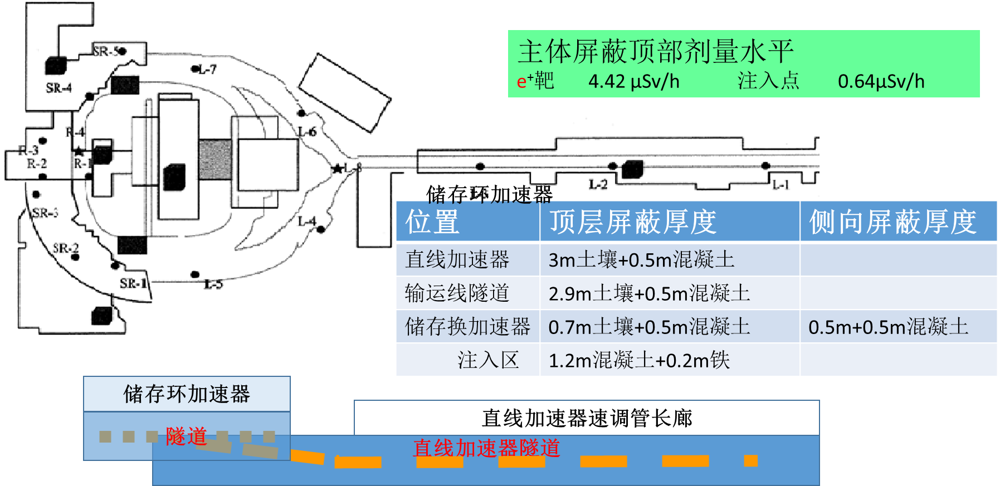 主体屏蔽顶部剂量水平
e+靶 4.42 μSv/h 注入点 0.64μSv/h
SR-5
L-7
SR-4
R-4
L-6
R-3
R-2
R-1
L-8
L-2
L-1
储存环加速器
SR-3
L-4
SR-2
SR-1
L-5
位置 顶层屏蔽厚度 侧向屏蔽厚度
直线加速器 3m土壤+0.5m混凝土
输运线隧道 2.9m土壤+0.5m混凝土
储存换加速器 0.7m土壤+0.5m混凝土 0.5m+0.5m混凝土
注入区 1.2m混凝土+0.2m铁
储存环加速器
隧道
直线加速器速调管长廊
直线加速器隧道